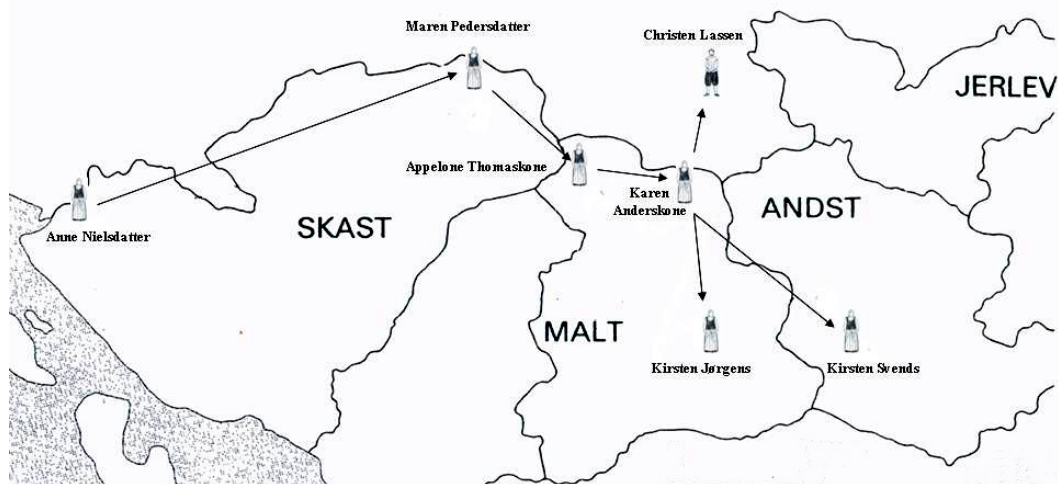 Maren Pedersdatter
Christen Lassen
JERLEV
Appelone Thomaskone
Karen
Anderskone
ANDST
SKAST
Anne Nielsdatter
MALT
Kirsten Jørgens
Kirsten Svends